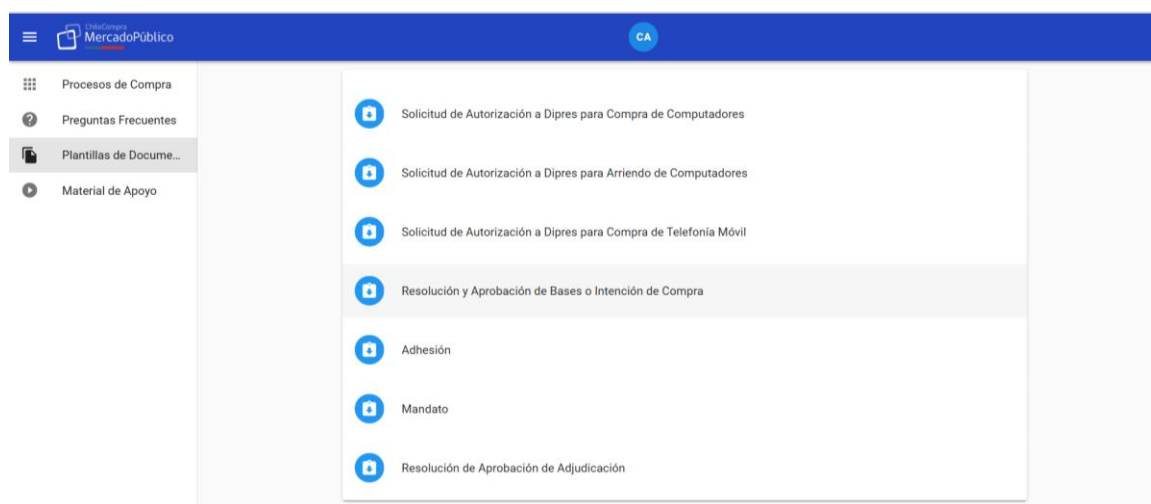 ChileCompra
MercadoPúblico
CA
Procesos de Compra
Preguntas Frecuentes
Plantillas de Docume...
Material de Apoyo
Solicitud de Autorización a Dipres para Compra de Computadores
Solicitud de Autorización a Dipres para Arriendo de Computadores
Solicitud de Autorización a Dipres para Compra de Telefonía Móvil
Resolución y Aprobación de Bases o Intención de Compra
Adhesión
Mandato
Resolución de Aprobación de Adjudicación